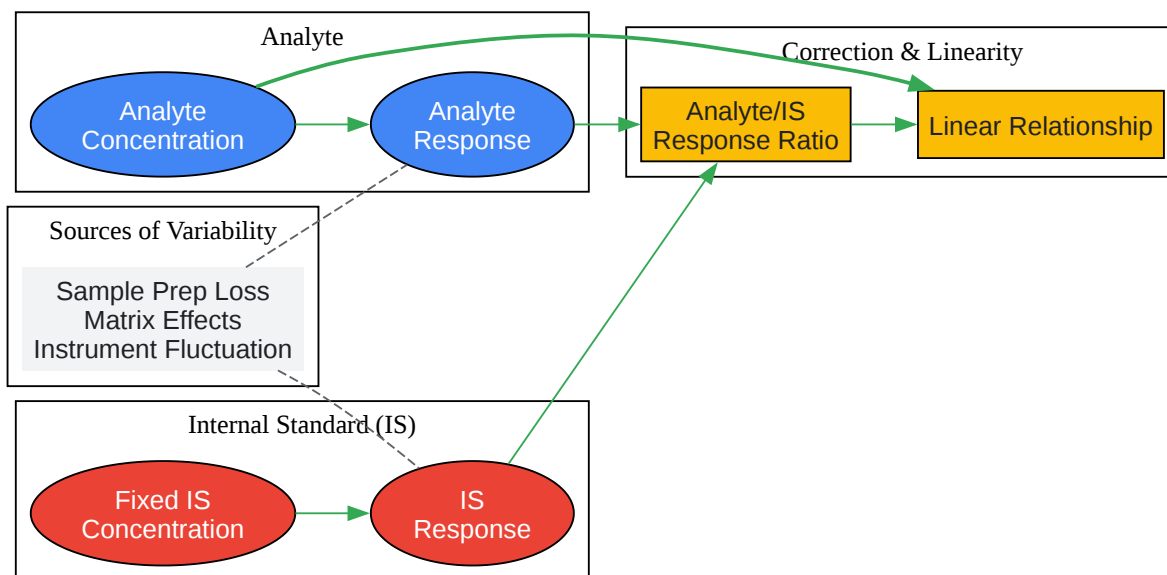 Analyte
Analyte
Concentration
Analyte
Response
Correction & Linearity
Analyte/IS
Response Ratio
Linear Relationship
Sources of Variability
Sample Prep Loss
Matrix Effects
Instrument Fluctuation
Internal Standard (IS)
Fixed IS
Concentration
IS
Response